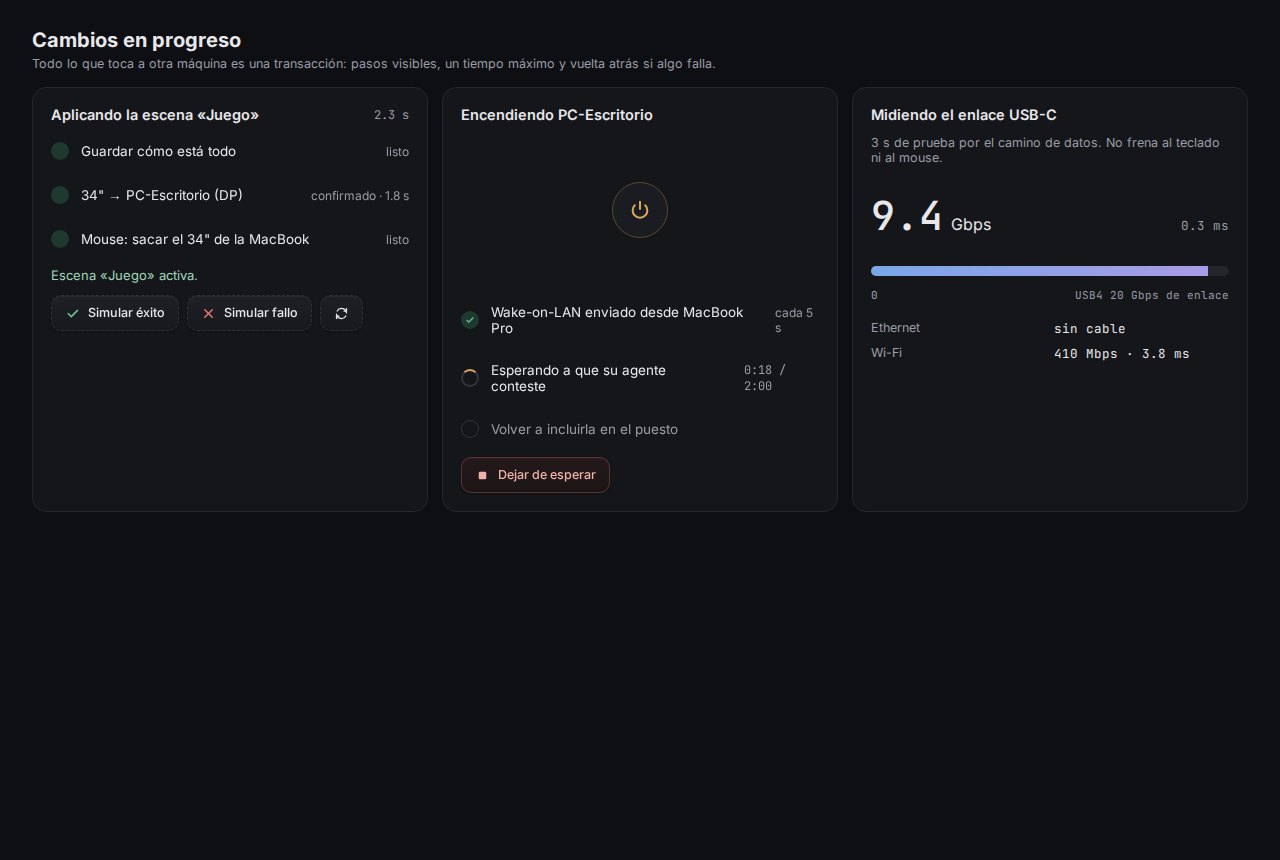 Cambios en progreso
Todo lo que toca a otra máquina es una transacción: pasos visibles, un tiempo máximo y vuelta atrás si algo falla.
Aplicando la escena «Juego» 2.3 s
Guardar cómo está todo listo
34" → PC-Escritorio (DP) confirmado · 1.8 s
Mouse: sacar el 34" de la MacBook listo
Escena «Juego» activa.
Simular éxito Simular fallo
Encendiendo PC-Escritorio
Wake-on-LAN enviado desde MacBook
Pro
cada 5
s
Esperando a que su agente
conteste
0:18 /
2:00
Volver a incluirla en el puesto
Dejar de esperar
Midiendo el enlace USB-C
3 s de prueba por el camino de datos. No frena al teclado
ni al mouse.
9.4 Gbps 0.3 ms
0 USB4 20 Gbps de enlace
Ethernet sin cable
Wi-Fi 410 Mbps · 3.8 ms